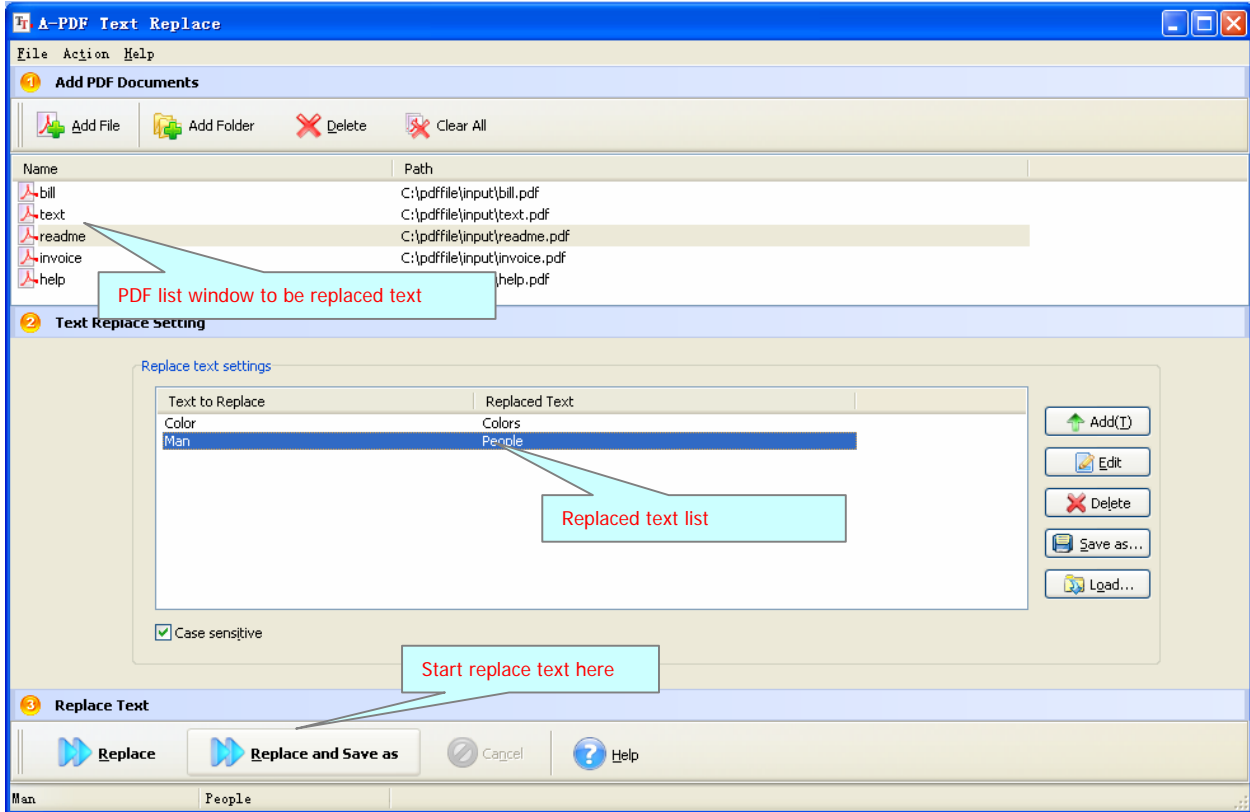 A-PDF Text Replace
File Action Help
1 Add PDF Documents
Add File Add Folder Delete Clear All
Name Path
bill C:\pdffile\input\bill.pdf
text C:\pdffile\input\text.pdf
readme C:\pdffile\input\readme.pdf
invoice C:\pdffile\input\invoice.pdf
help \help.pdf
PDF list window to be replaced text
2 Text Replace Setting
Replace text settings
Text to Replace Replaced Text
Color Colors
Man People
Add(T)
Edit
Replaced text list
Delete
Save as...
Load...
Case sensitive
Start replace text here
3 Replace Text
Replace Replace and Save as Cancel Help
Man People